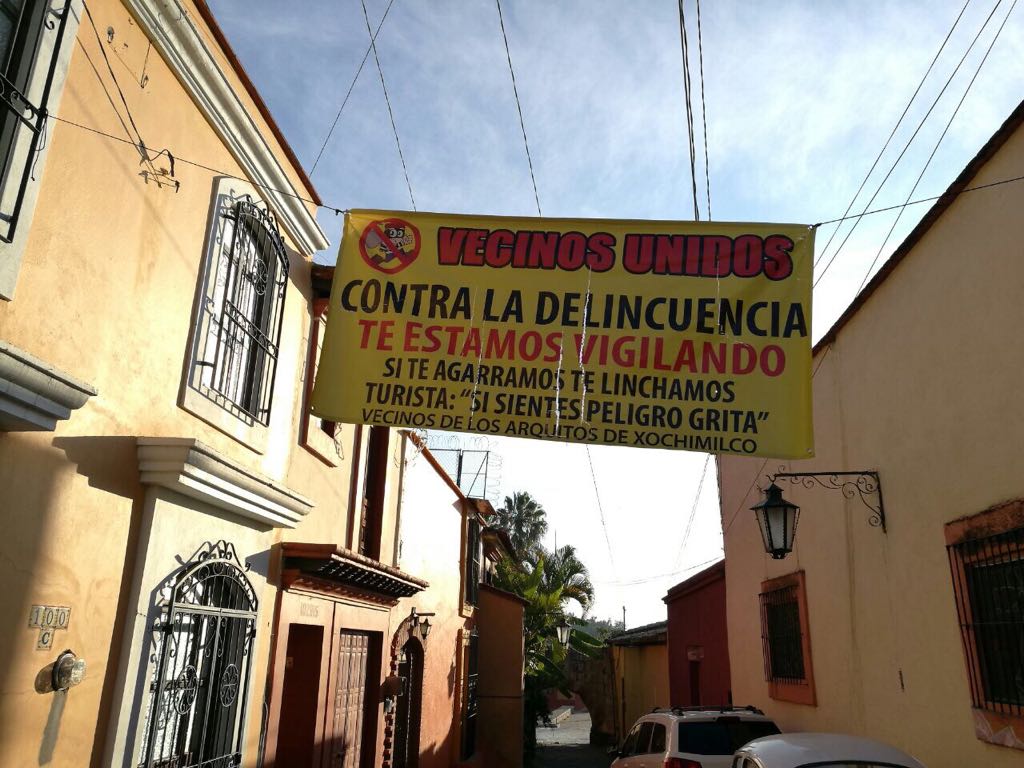 VECINOS UNIDOS
CONTRA LA DELINCUENCIA
TE ESTAMOS VIGILANDO
SI TE AGARRAMOS TE LINCHAMOS
TURISTA: "SI SIENTES PELIGRO GRITA"
VECINOS DE LOS ARQUITOS DE XOCHIMILCO
100
C